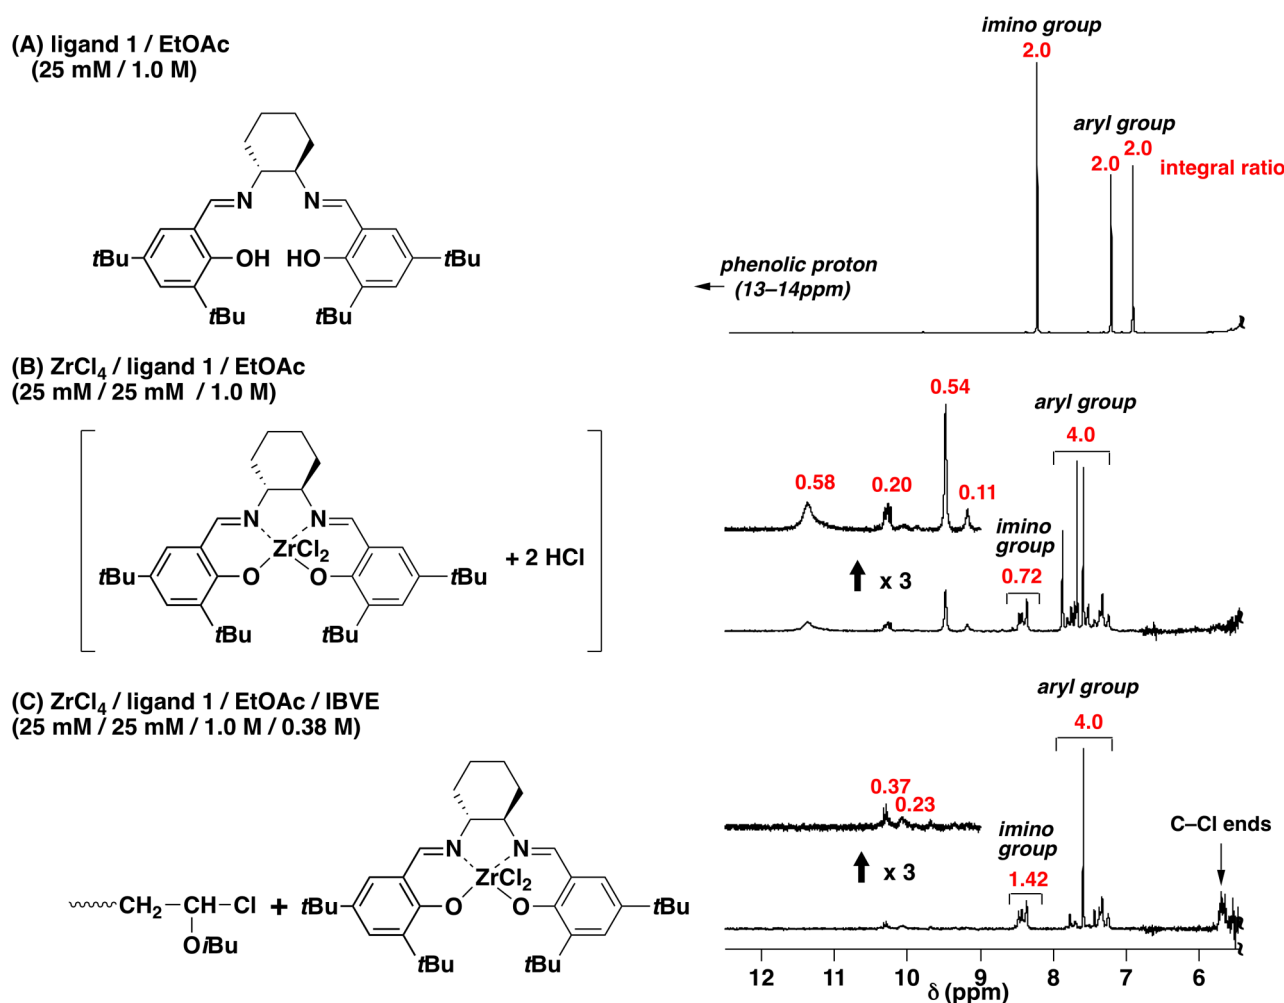 (A) ligand 1 / EtOAc
(25 mM / 1.0 M)
N N
OH HO
tBu tBu
tBu tBu
imino group
2.0
aryl group
2.0
2.0
integral ratio
phenolic proton
(13–14ppm)
(B) ZrCl4 / ligand 1 / EtOAc
(25 mM / 25 mM / 1.0 M)
N N
ZrCl2
O O
tBu tBu
tBu tBu
+ 2 HCl
0.58
0.20
0.54
0.11
x 3
imino
group
0.72
aryl group
4.0
(C) ZrCl4 / ligand 1 / EtOAc / IBVE
(25 mM / 25 mM / 1.0 M / 0.38 M)
CH2–CH–Cl
OiBu
+
N N
ZrCl2
O O
tBu tBu
tBu tBu
0.37
0.23
x 3
imino
group
1.42
aryl group
4.0
C–Cl ends
12 11 10 9 8 7 6
δ (ppm)